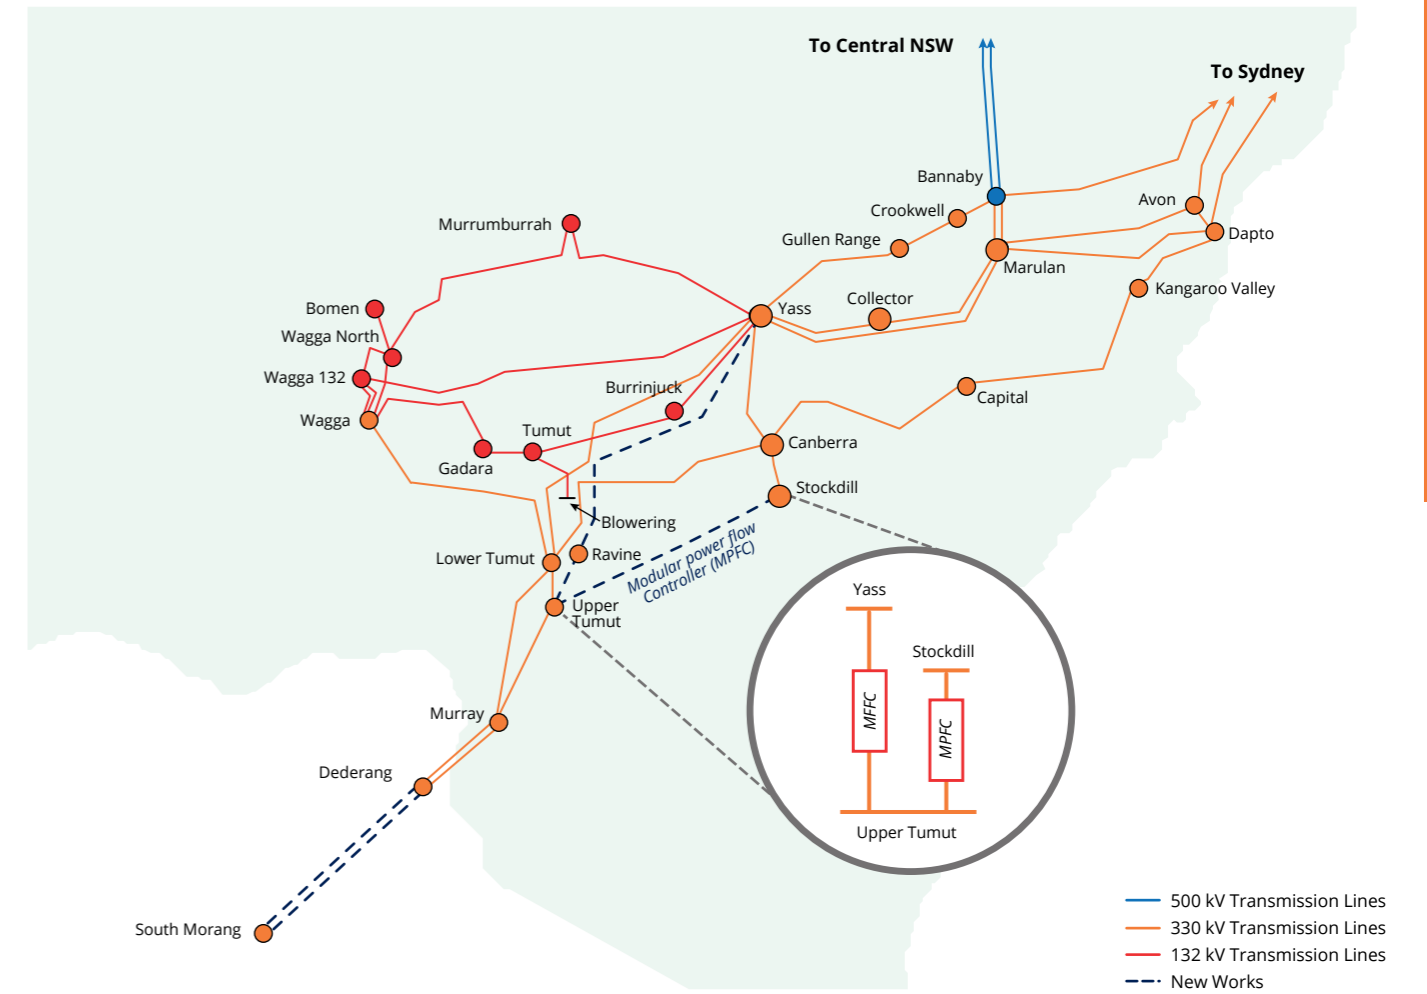 To Central NSW
To Sydney
Bannaby
Avon
Crookwell
Murrumburrah
Dapto
Gullen Range
Marulan
Kangaroo Valley
Collector
Bomen
Yass
Wagga North
Wagga 132
Burrinjuck
Capital
Wagga
Tumut
Canberra
Gadara
Stockdill
Blowering
Modular power flow
Controller (MPFC)
Ravine
Lower Tumut
Upper
Tumut
Yass
Stockdill
MFFC
MPFC
Upper Tumut
Murray
Dederang
South Morang
500 kV Transmission Lines
330 kV Transmission Lines
132 kV Transmission Lines
New Works